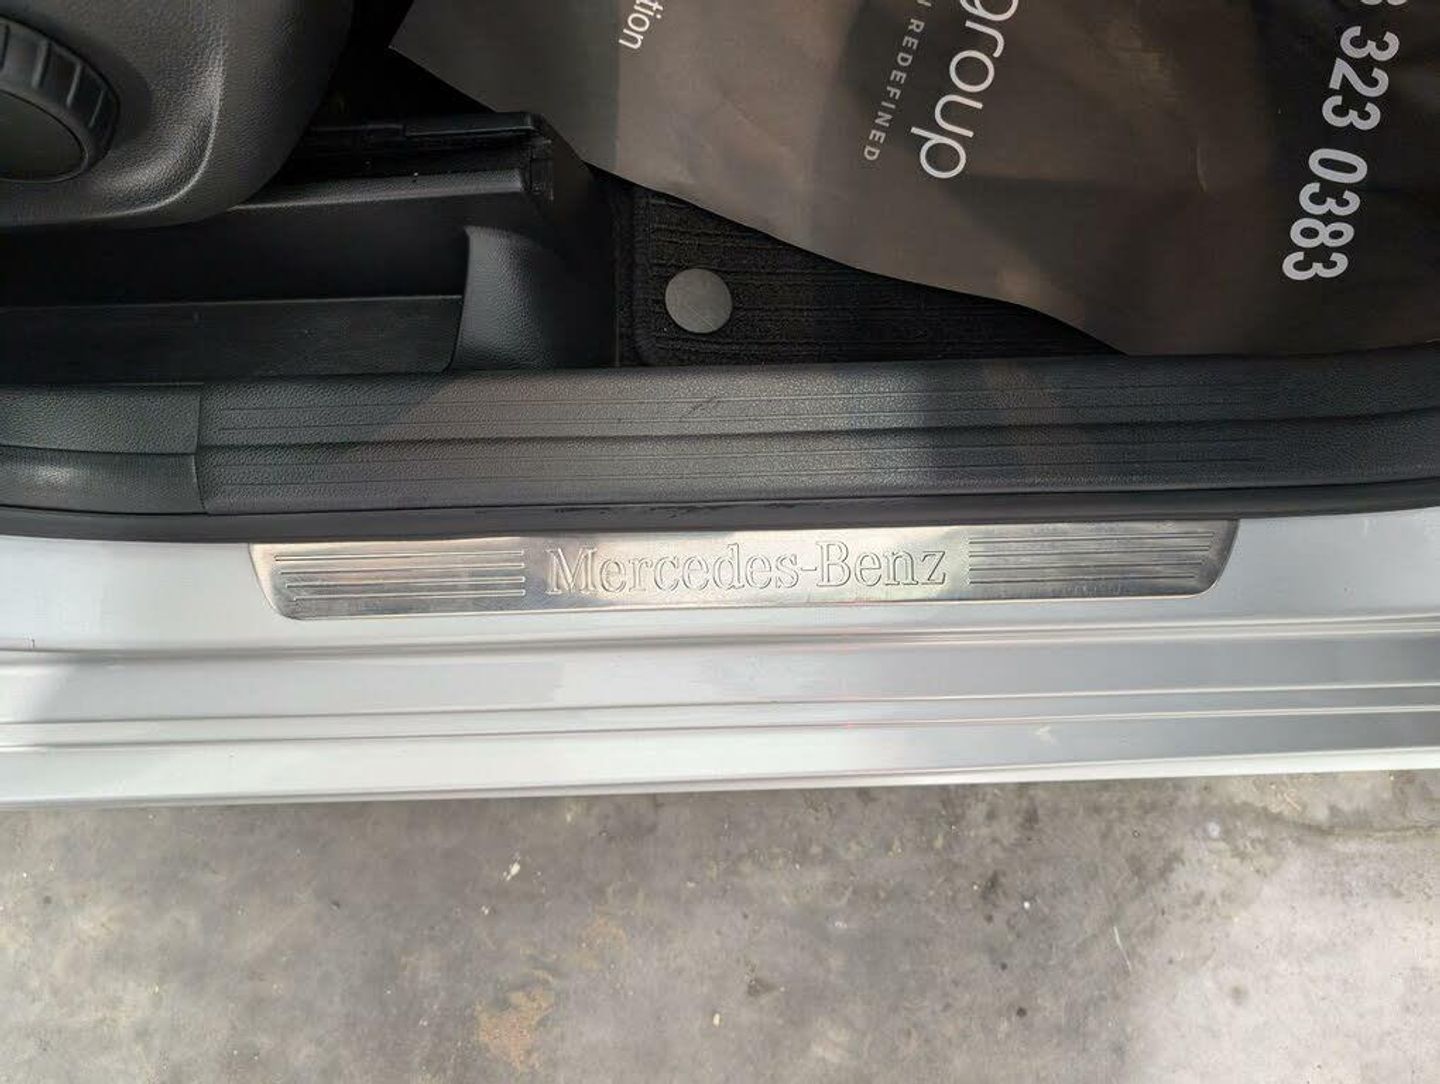 tion
group
REDEFINED
323 0383
Mercedes-Benz